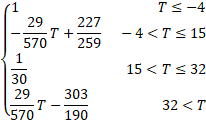 1 T ≤ −4
−29/570 T + 227/259 − 4 < T ≤ 15
1/30 15 < T ≤ 32
29/570 T − 303/190 32 < T